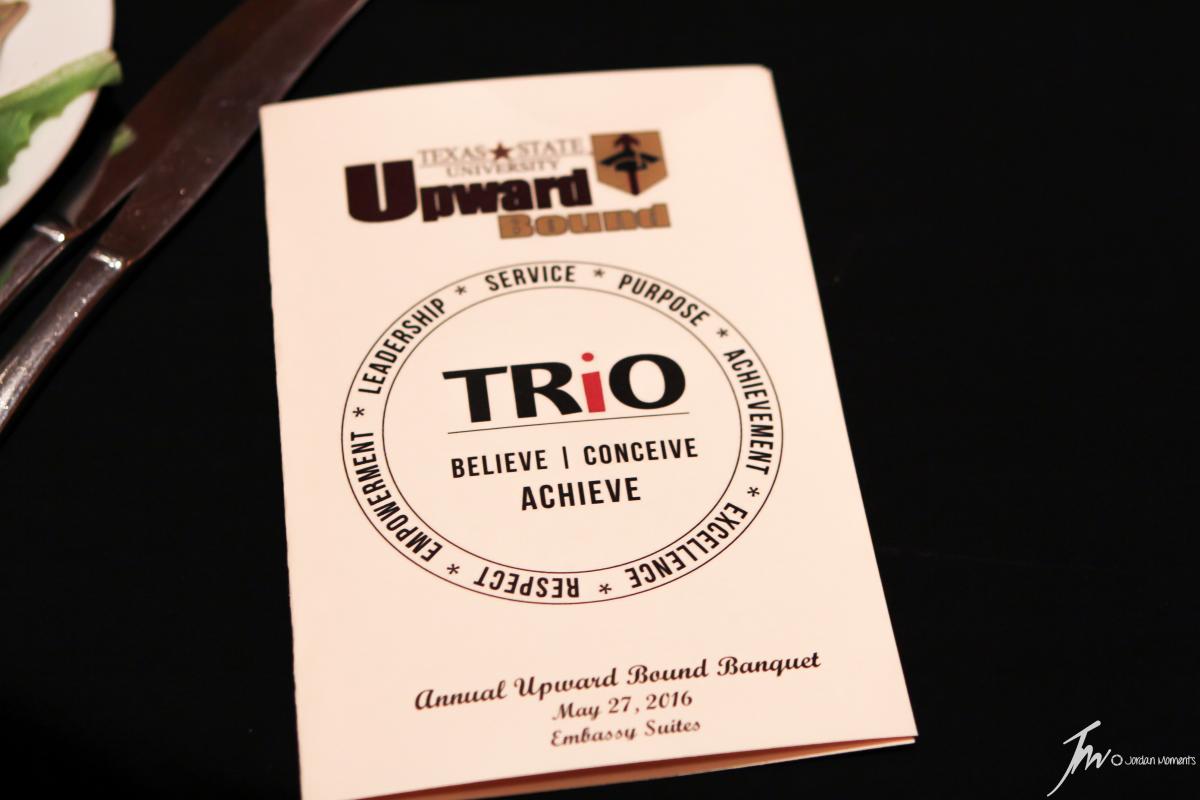 TEXAS★STATE
UNIVERSITY
Upward
Bound
LEADERSHIP * SERVICE * PURPOSE * ACHIEVEMENT * EXCELLENCE * RESPECT * EMPOWERMENT *
TRiO
BELIEVE | CONCEIVE
ACHIEVE
Annual Upward Bound Banquet
May 27, 2016
Embassy Suites
Jordan Moments